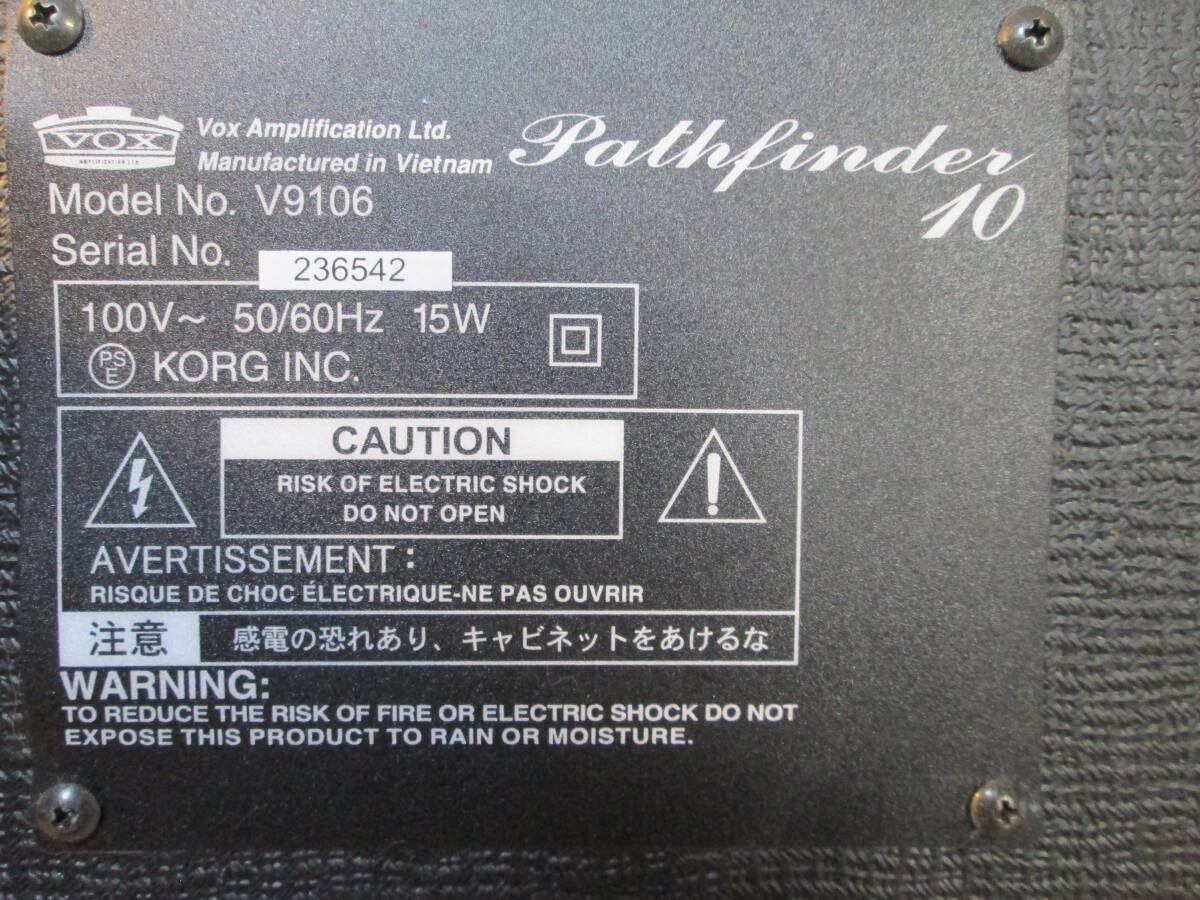 VOX
AMPLIFICATION LTD.
Vox Amplification Ltd.
Manufactured in Vietnam
Pathfinder
10
Model No. V9106
Serial No. 236542
100V~ 50/60Hz 15W
PS
E
KORG INC.
CAUTION
RISK OF ELECTRIC SHOCK
DO NOT OPEN
AVERTISSEMENT :
RISQUE DE CHOC ÉLECTRIQUE-NE PAS OUVRIR
注意 感電の恐れあり、キャビネットをあけるな
WARNING:
TO REDUCE THE RISK OF FIRE OR ELECTRIC SHOCK DO NOT
EXPOSE THIS PRODUCT TO RAIN OR MOISTURE.